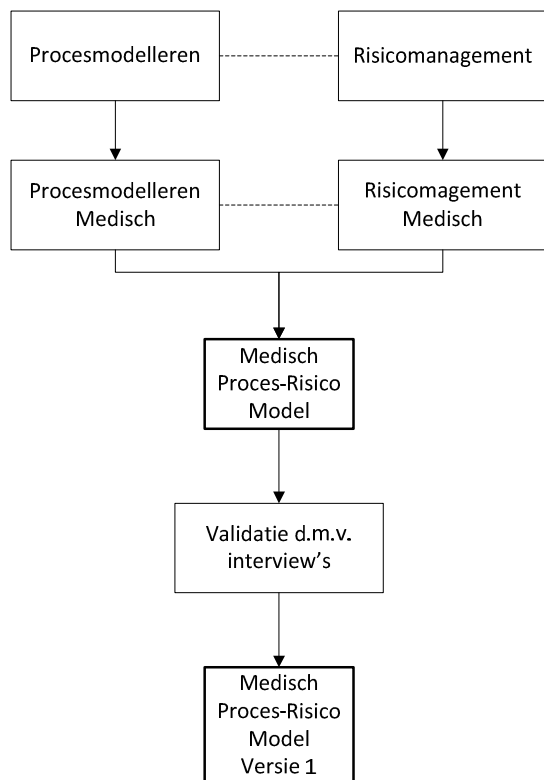 Procesmodelleren
Risicomanagement
Procesmodelleren
Medisch
Risicomagement
Medisch
Medisch
Proces-Risico
Model
Validatie d.m.v.
interview's
Medisch
Proces-Risico
Model
Versie 1